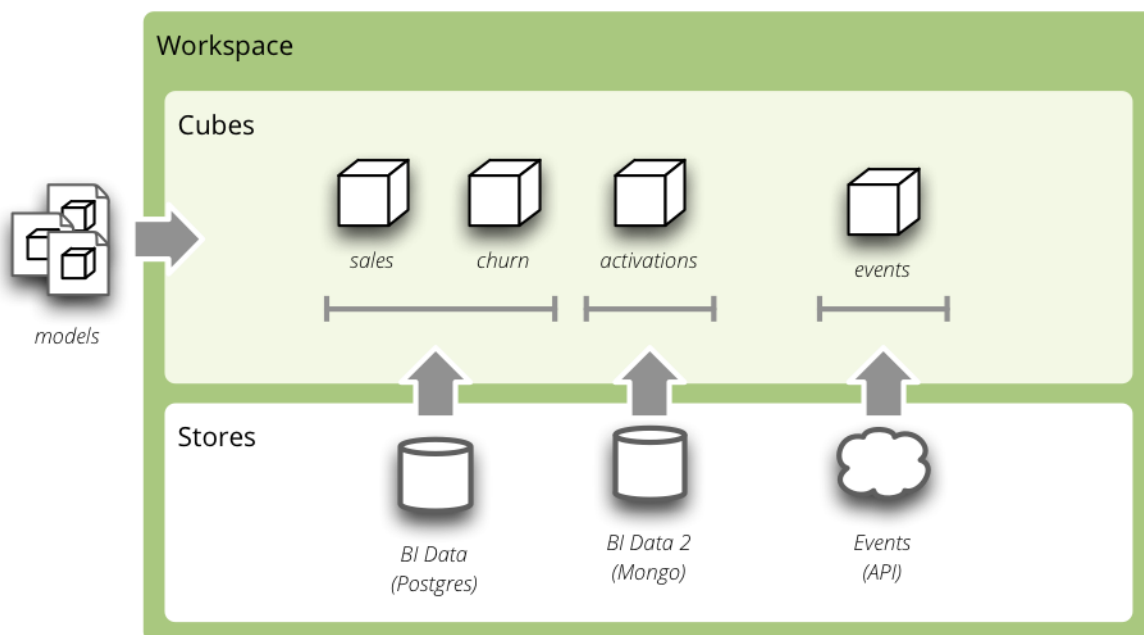 Workspace
Cubes
sales
churn
activations
events
models
Stores
BI Data
(Postgres)
BI Data 2
(Mongo)
Events
(API)